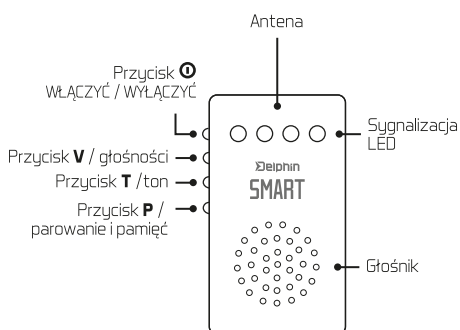 Antena
Przycisk
WŁĄCZYĆ / WYŁĄCZYĆ
Sygnalizacja
LED
Przycisk V / głośności
Przycisk T /ton
Przycisk P /
parowanie i pamięć
Delphin
SMART
Głośnik